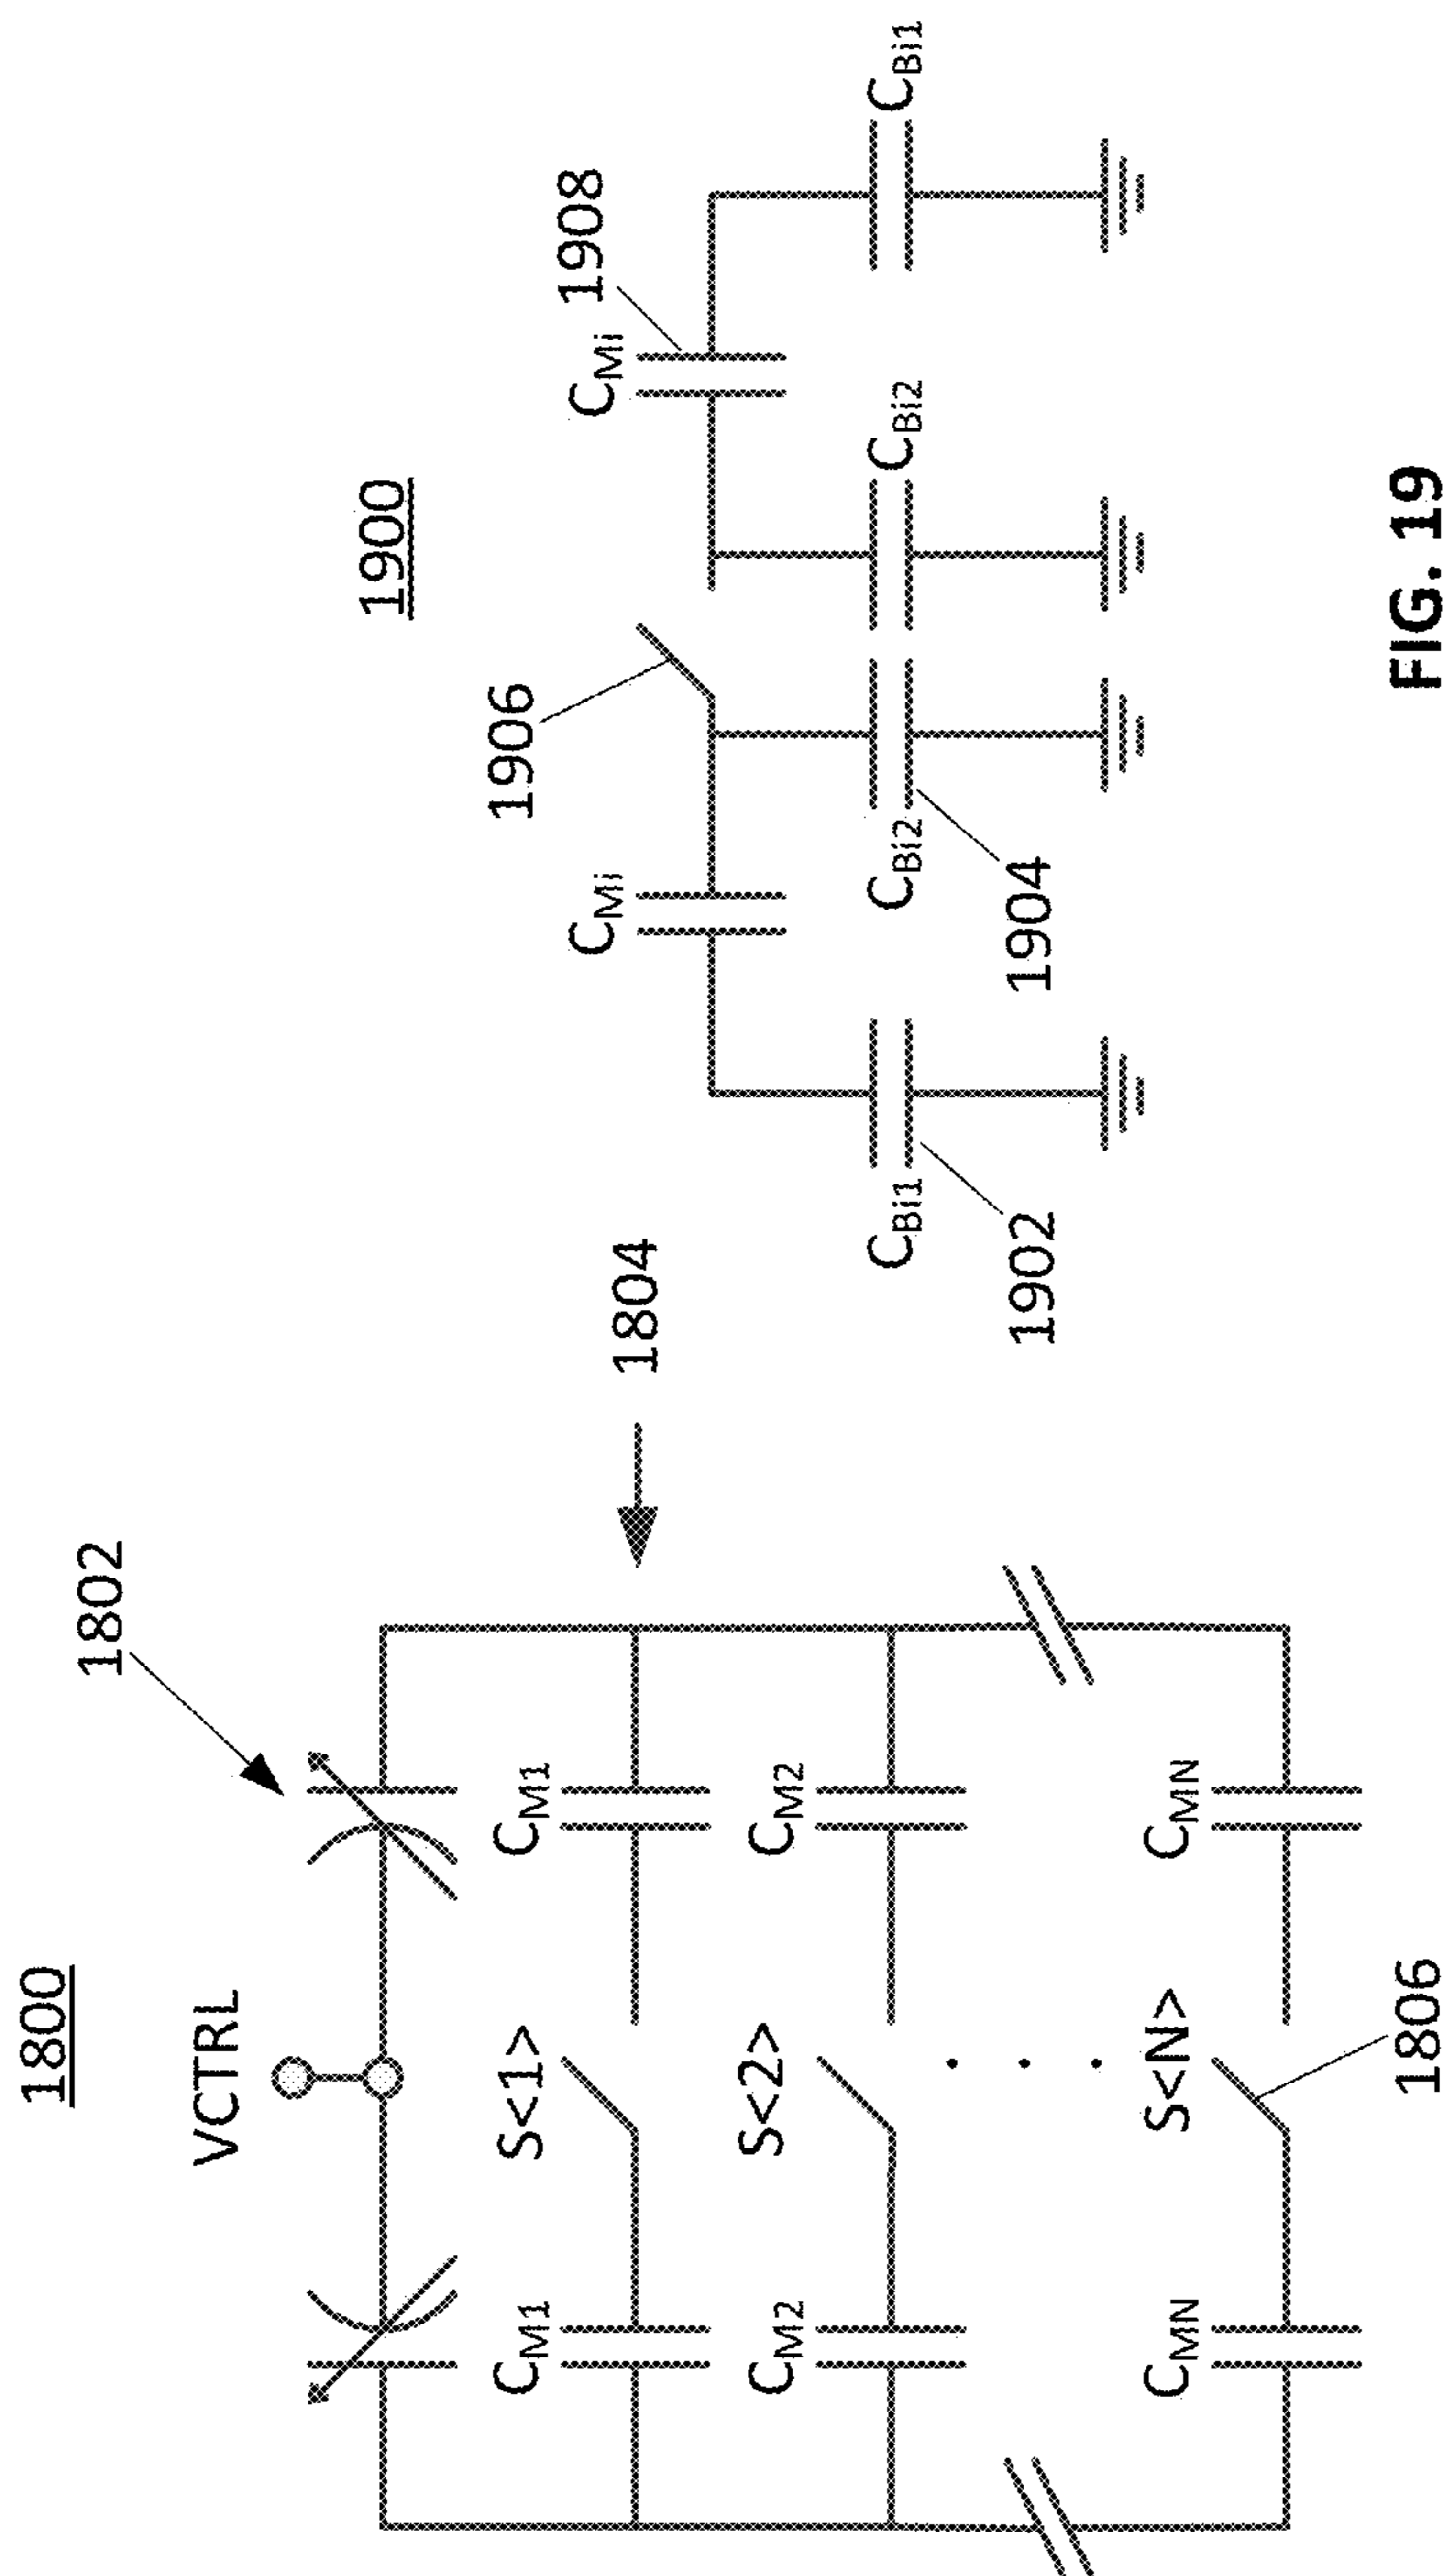 1800
VCTRL
1802
S<1>
C_M1
C_M1
S<2>
C_M2
C_M2
S<N>
C_MN
C_MN
1806
1804
1900
1906
1908
C_Mi
C_Mi
C_Bi1
C_Bi2
C_Bi2
C_Bi1
1902
1904
FIG. 19